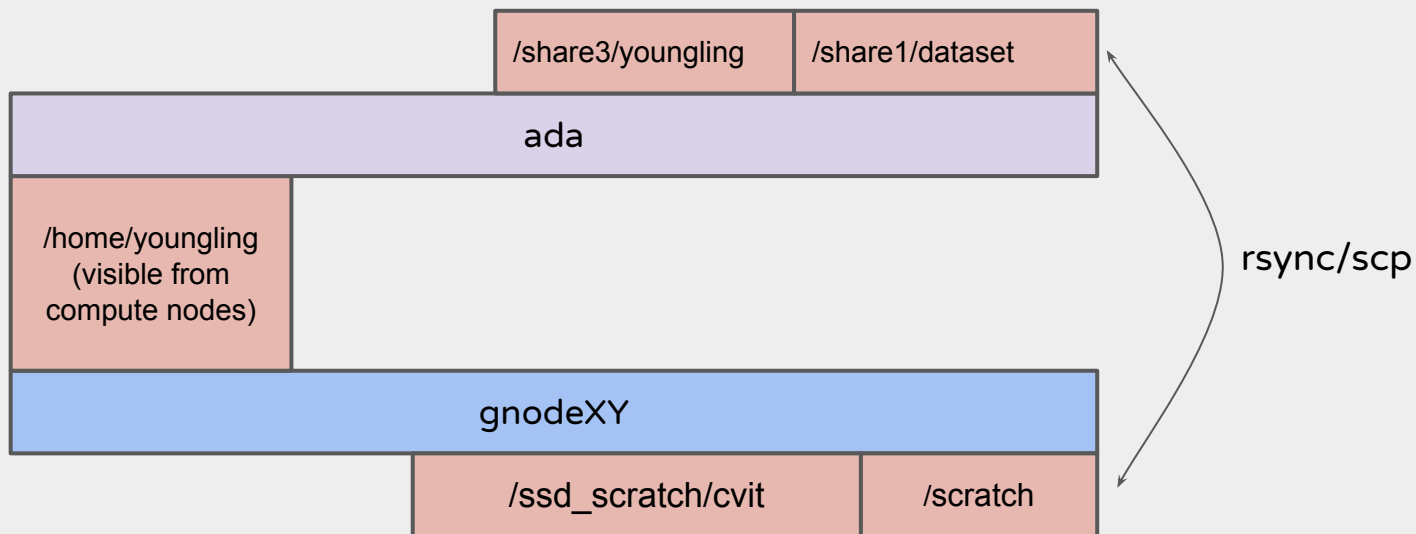 /share3/youngling
/share1/dataset
ada
/home/youngling
(visible from
compute nodes)
rsync/scp
gnodeXY
/ssd_scratch/cvit
/scratch